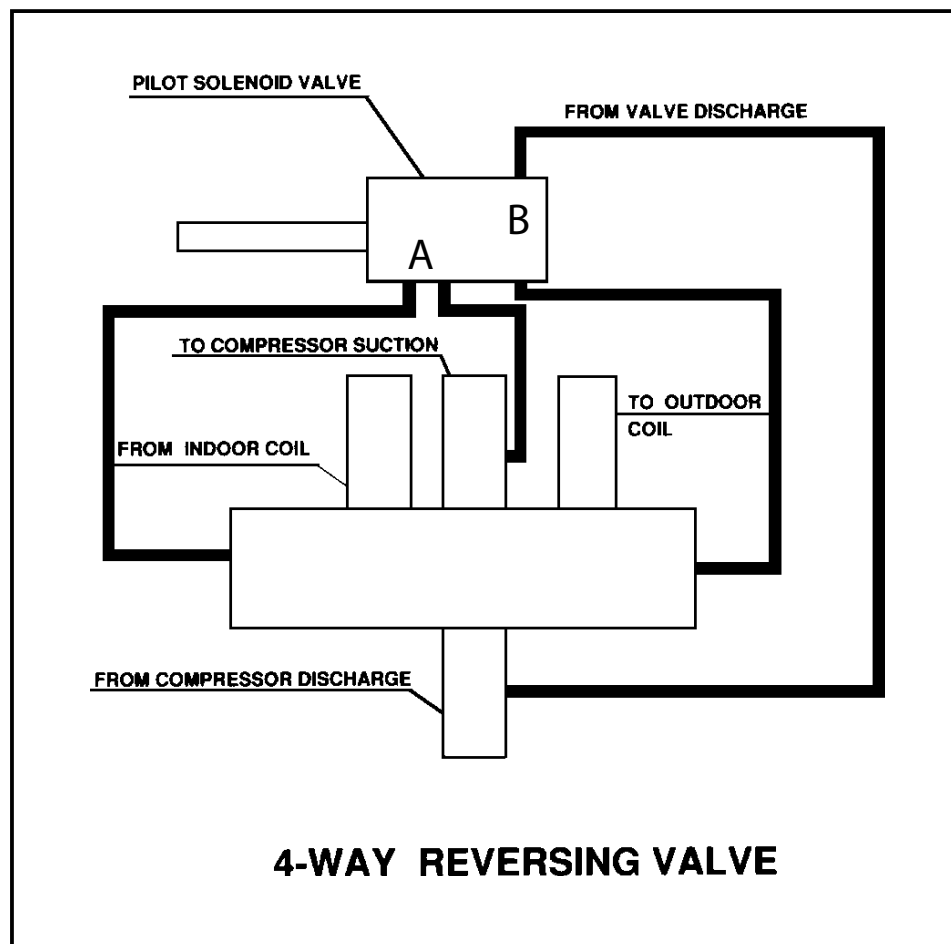 PILOT SOLENOID VALVE
FROM VALVE DISCHARGE
B
A
TO COMPRESSOR SUCTION
TO OUTDOOR
COIL
FROM INDOOR COIL
FROM COMPRESSOR DISCHARGE
4-WAY REVERSING VALVE